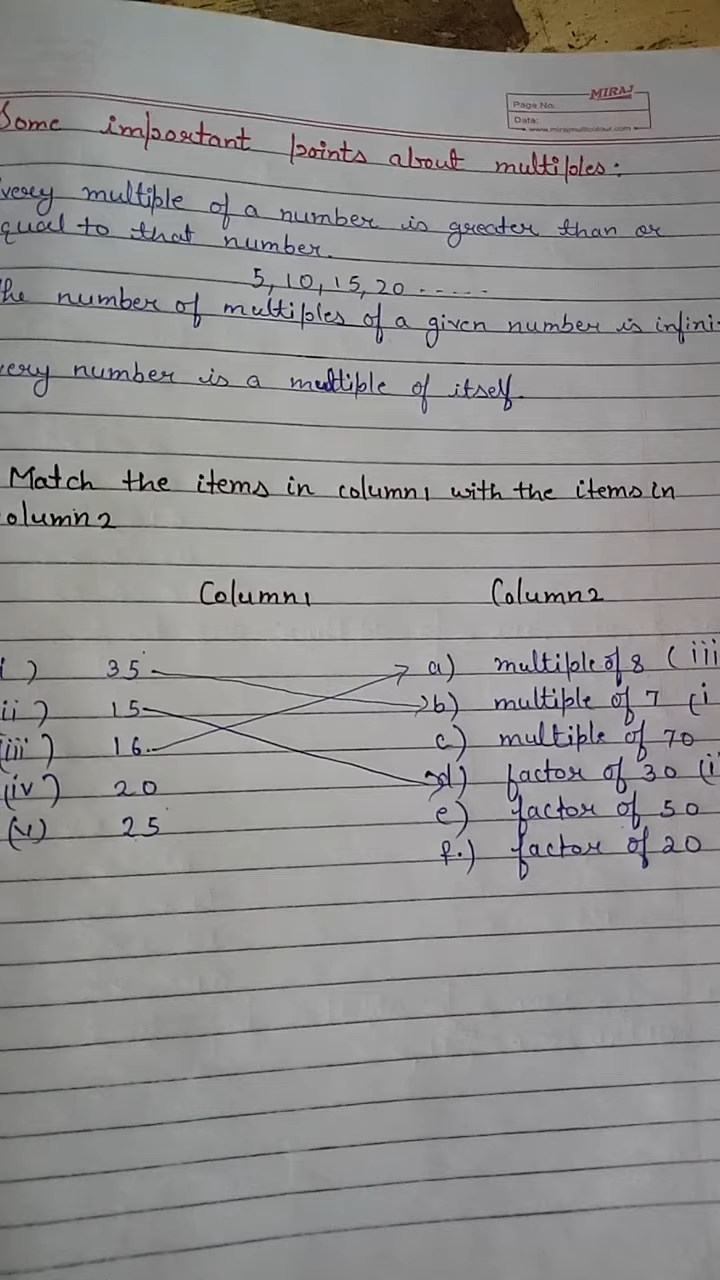 MIRAJ
Page No.
Date:
www.mirajmulticolour.com
Some important points about multiples:
very multiple of a number is greater than or
qual to that number.
5, 10, 15, 20 .....
he number of multiples of a given number is infini
very number is a multiple of itself.
Match the items in column1 with the items in
olumn2
Column1 Column2
i) 35 a) multiple of 8 (iii
ii) 15 b) multiple of 7 (i
(iii) 16 c) multiple of 70
(iv) 20 d) factor of 30 (i
(v) 25 e) factor of 50
f.) factor of 20